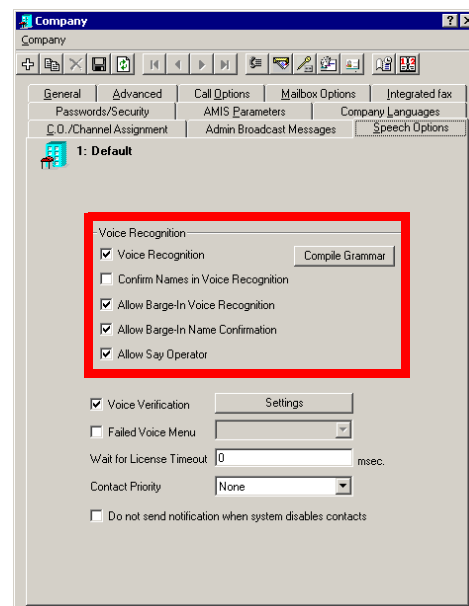 Company
Company
General Advanced Call Options Mailbox Options Integrated fax
Passwords/Security AMIS Parameters Company Languages
C.O./Channel Assignment Admin Broadcast Messages Speech Options
1: Default
Voice Recognition
Voice Recognition Compile Grammar
Confirm Names in Voice Recognition
Allow Barge-In Voice Recognition
Allow Barge-In Name Confirmation
Allow Say Operator
Voice Verification Settings
Failed Voice Menu
Wait for License Timeout 0 msec.
Contact Priority None
Do not send notification when system disables contacts